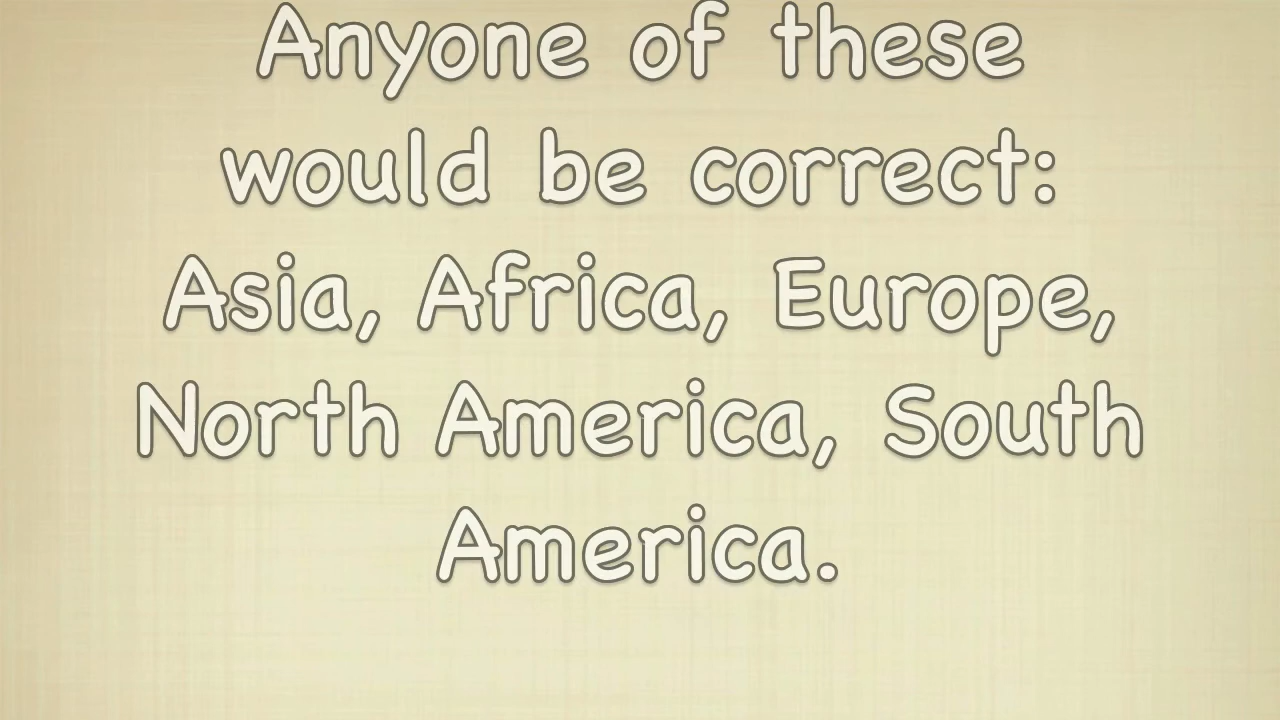 Anyone of these
would be correct:
Asia, Africa, Europe,
North America, South
America.